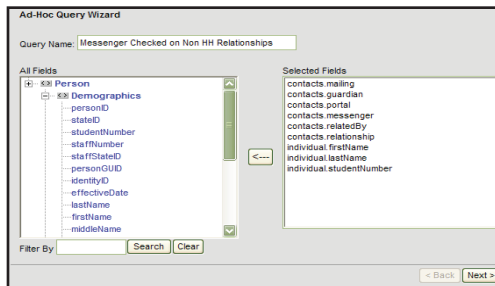 Ad-Hoc Query Wizard
Query Name: Messenger Checked on Non HH Relationships
All Fields
Person
Demographics
personID
stateID
studentNumber
staffNumber
staffStateID
personGUID
identityID
effectiveDate
lastName
firstName
middleName
Filter By Search Clear
<---
Selected Fields
contacts.mailing
contacts.guardian
contacts.portal
contacts.messenger
contacts.relatedBy
contacts.relationship
individual.firstName
individual.lastName
individual.studentNumber
< Back Next >